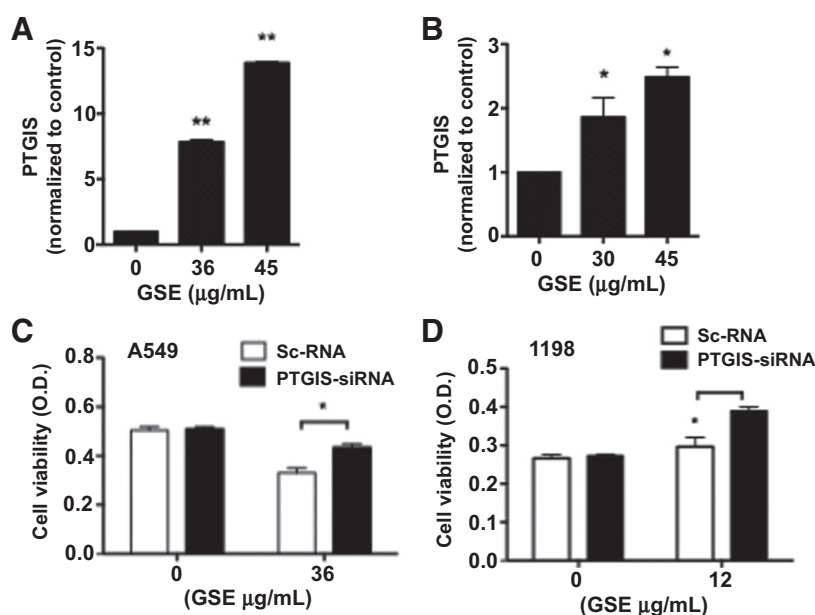 A
PTGIS
(normalized to control)
15
10
5
0
**
**
0 36 45
GSE (μg/mL)
B
PTGIS
(normalized to control)
3
2
1
0
*
*
0 30 45
GSE (μg/mL)
C
A549
Sc-RNA
PTGIS-siRNA
Cell viability (O.D.)
0.8
0.6
0.4
0.2
0.0
*
0 36
(GSE μg/mL)
D
1198
Sc-RNA
PTGIS-siRNA
Cell viability (O.D.)
0.5
0.4
0.3
0.2
0.1
0.0
*
0 12
(GSE μg/mL)